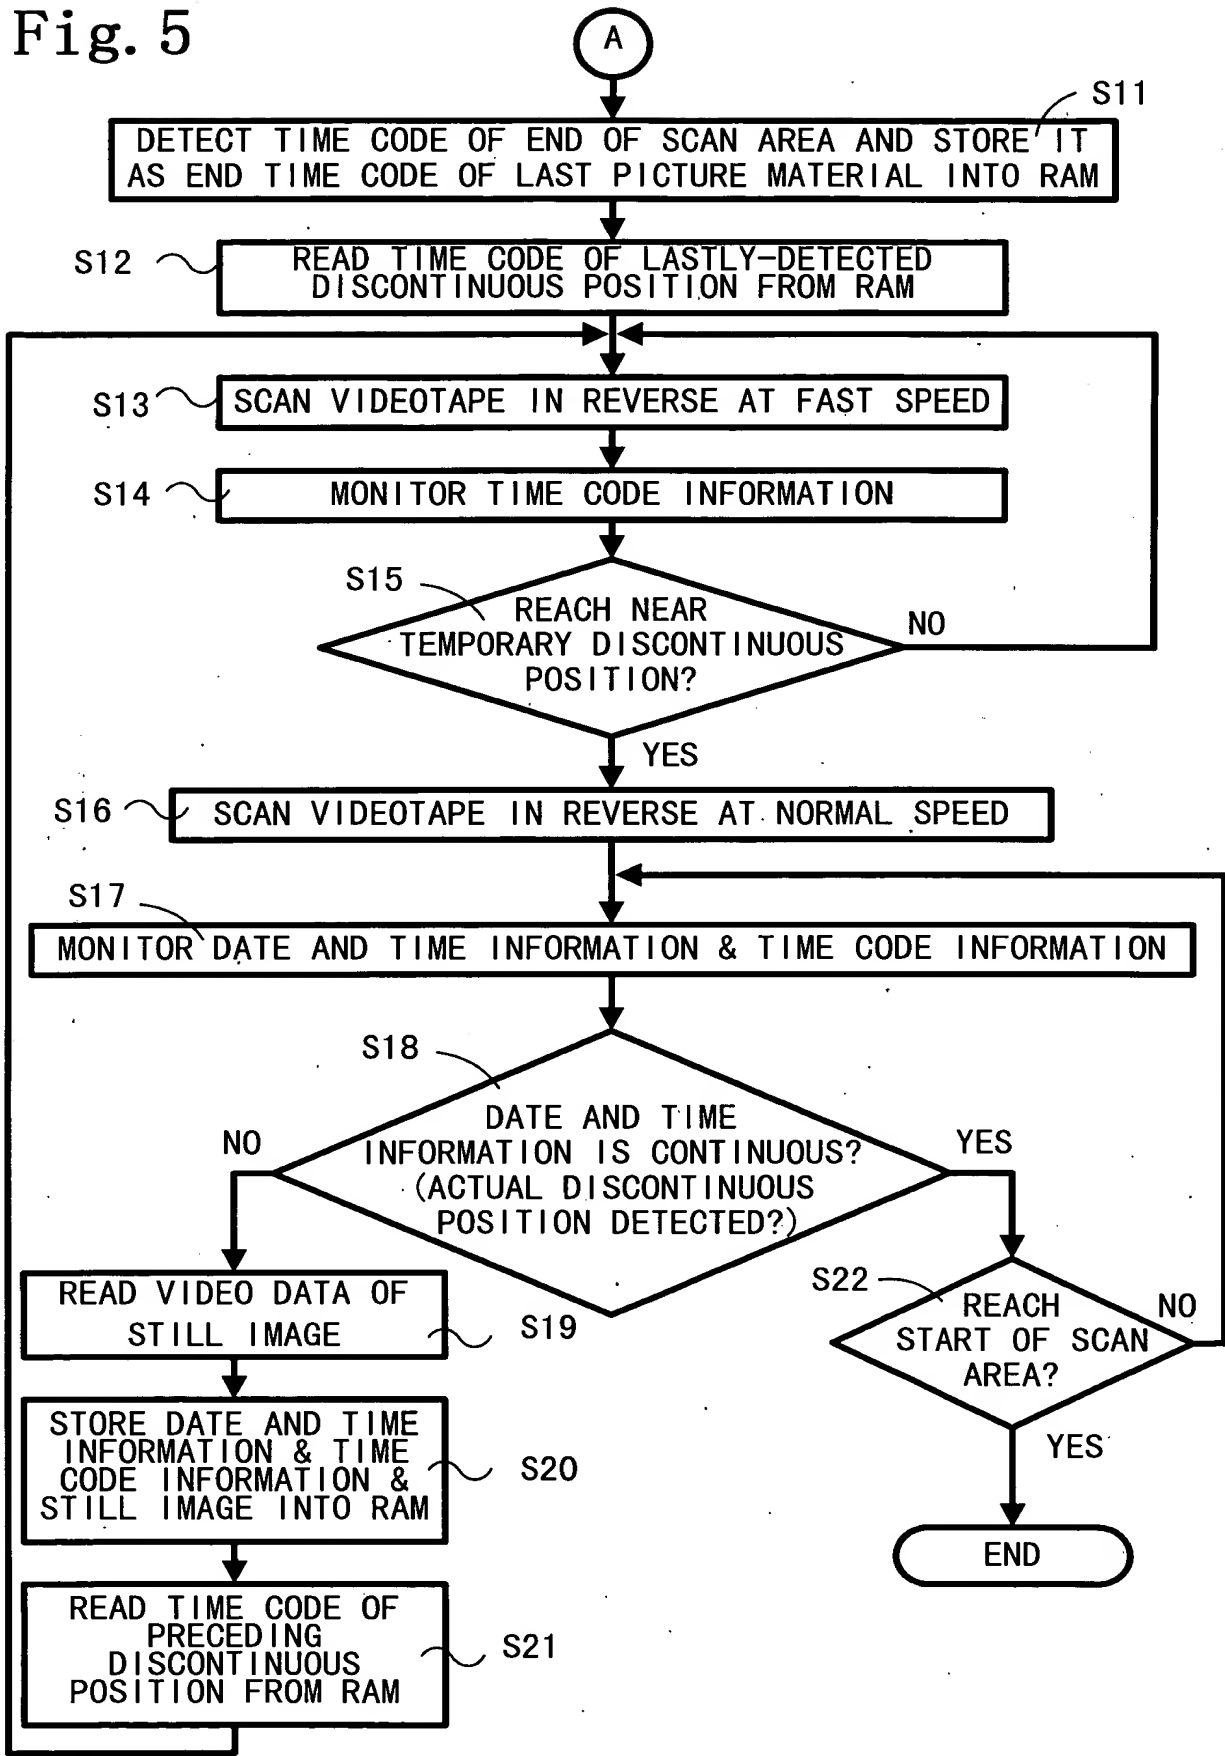 Fig. 5
A
S11
DETECT TIME CODE OF END OF SCAN AREA AND STORE IT
AS END TIME CODE OF LAST PICTURE MATERIAL INTO RAM
S12
READ TIME CODE OF LASTLY-DETECTED
DISCONTINUOUS POSITION FROM RAM
S13
SCAN VIDEOTAPE IN REVERSE AT FAST SPEED
S14
MONITOR TIME CODE INFORMATION
S15
REACH NEAR
TEMPORARY DISCONTINUOUS
POSITION?
NO
YES
S16
SCAN VIDEOTAPE IN REVERSE AT NORMAL SPEED
S17
MONITOR DATE AND TIME INFORMATION & TIME CODE INFORMATION
S18
DATE AND TIME
INFORMATION IS CONTINUOUS?
(ACTUAL DISCONTINUOUS
POSITION DETECTED?)
NO
YES
READ VIDEO DATA OF
STILL IMAGE
S19
S22
REACH
START OF SCAN
AREA?
NO
YES
STORE DATE AND TIME
INFORMATION & TIME
CODE INFORMATION &
STILL IMAGE INTO RAM
S20
END
READ TIME CODE OF
PRECEDING
DISCONTINUOUS
POSITION FROM RAM
S21